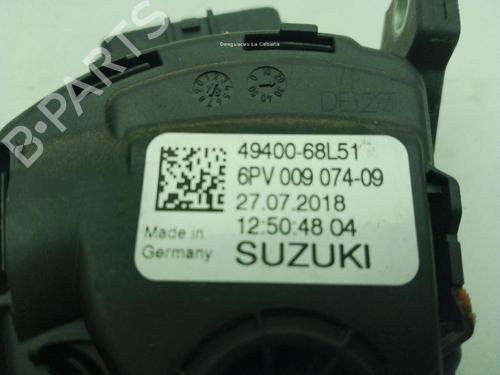 Desguaces La Cabaña
B-PARTS
49400-68L51
6PV 009 074-09
27.07.2018
12:50:48 04
Made in
Germany
SUZUKI